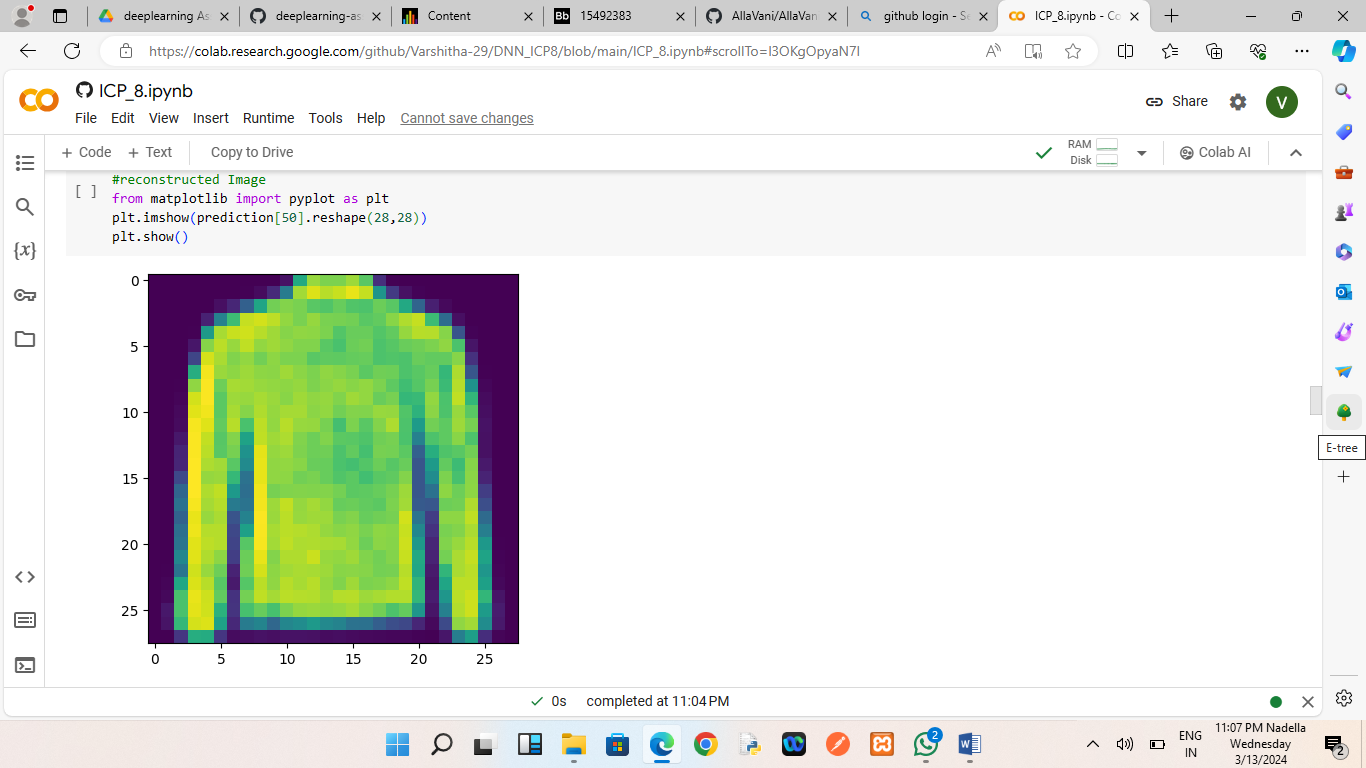 deeplearning As
deeplearning-as
Content
Bb
15492383
AllaVani/AllaVan
github login - Se
ICP_8.ipynb - Co
https://colab.research.google.com/github/Varshitha-29/DNN_ICP8/blob/main/ICP_8.ipynb#scrollTo=I3OKgOpyaN7I
ICP_8.ipynb
Share
V
File Edit View Insert Runtime Tools Help Cannot save changes
+ Code + Text Copy to Drive
RAM
Disk
Colab AI
[ ]
#reconstructed Image
from matplotlib import pyplot as plt
plt.imshow(prediction[50].reshape(28,28))
plt.show()
{x}
0
5
10
15
20
25
0 5 10 15 20 25
E-tree
0s completed at 11:04 PM
2
ENG
IN
11:07 PM Nadella
Wednesday
3/13/2024
2